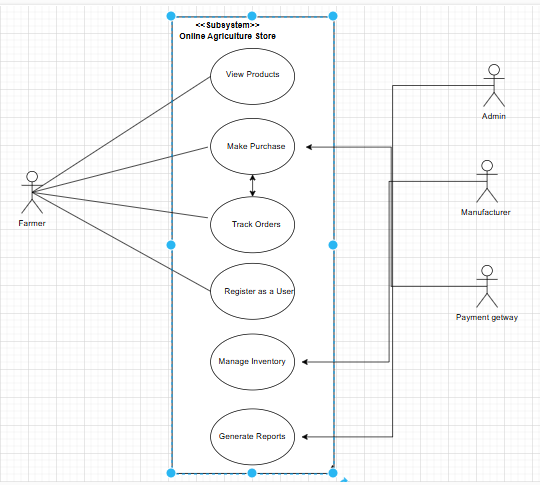 <<Subsystem>>
Online Agriculture Store
View Products
Admin
Make Purchase
Manufacturer
Farmer
Track Orders
Register as a User
Payment getway
Manage Inventory
Generate Reports